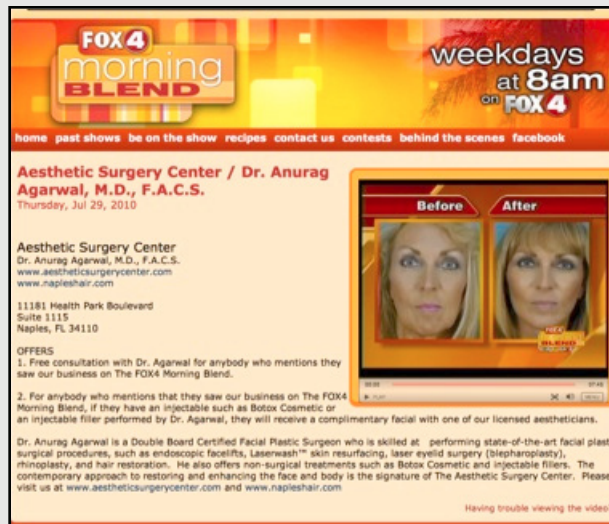 FOX 4
morning
BLEND
weekdays
at 8am
on FOX 4
home past shows be on the show recipes contact us contests behind the scenes facebook
Aesthetic Surgery Center / Dr. Anurag
Agarwal, M.D., F.A.C.S.
Thursday, Jul 29, 2010
Before After
Aesthetic Surgery Center
Dr. Anurag Agarwal, M.D., F.A.C.S.
www.aestheticsurgerycenter.com
www.napleshair.com
11181 Health Park Boulevard
Suite 1115
Naples, FL 34110
OFFERS
1. Free consultation with Dr. Agarwal for anybody who mentions they
saw our business on The FOX4 Morning Blend.
BLEND
00:00 07:40
PLAY MENU
2. For anybody who mentions that they saw our business on The FOX4
Morning Blend, if they have an injectable such as Botox Cosmetic or
an injectable filler performed by Dr. Agarwal, they will receive a complimentary facial with one of our licensed aestheticians.
Dr. Anurag Agarwal is a Double Board Certified Facial Plastic Surgeon who is skilled at performing state-of-the-art facial plast
surgical procedures, such as endoscopic facelifts, Laserwash™ skin resurfacing, laser eyelid surgery (blepharoplasty),
rhinoplasty, and hair restoration. He also offers non-surgical treatments such as Botox Cosmetic and injectable fillers. The
contemporary approach to restoring and enhancing the face and body is the signature of The Aesthetic Surgery Center. Please
visit us at www.aestheticsurgerycenter.com and www.napleshair.com
Having trouble viewing the video